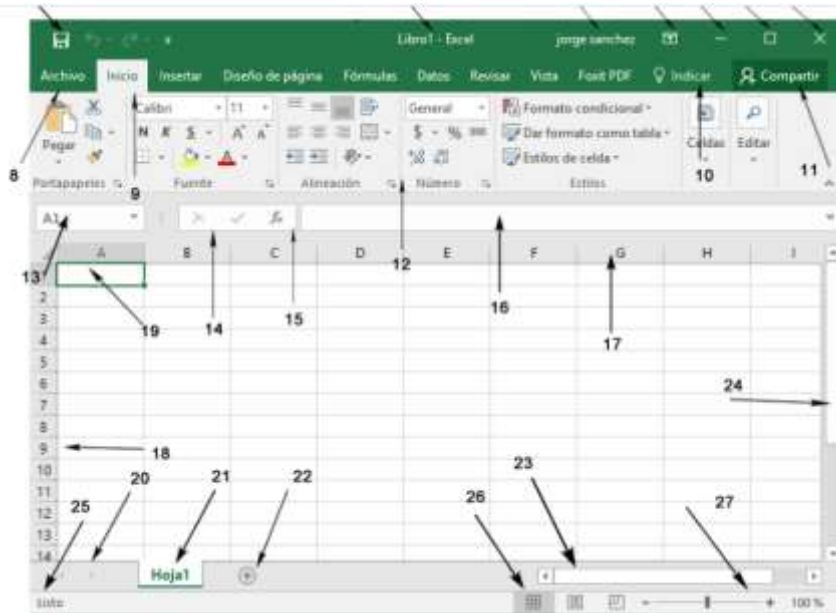 Libro1 - Excel jorge sanchez
Archivo Inicio Insertar Diseño de página Fórmulas Datos Revisar Vista Foxit PDF Indicar Compartir
Calibri 11 General Formato condicional
Pegar N K S A A $ % 000 Dar formato como tabla Celdas Editar
A Estilos de celda
8 9 10 11
Portapapeles Fuente Alineación Número Estilos
A1 fx
12
A B C D E F G H I
13 14 15 16 17
1
19
2
3
4
5
6
24
7
8
9 18
10
20 21 22 23
11
25 26 27
12
13
14
Hoja1
Listo 100 %